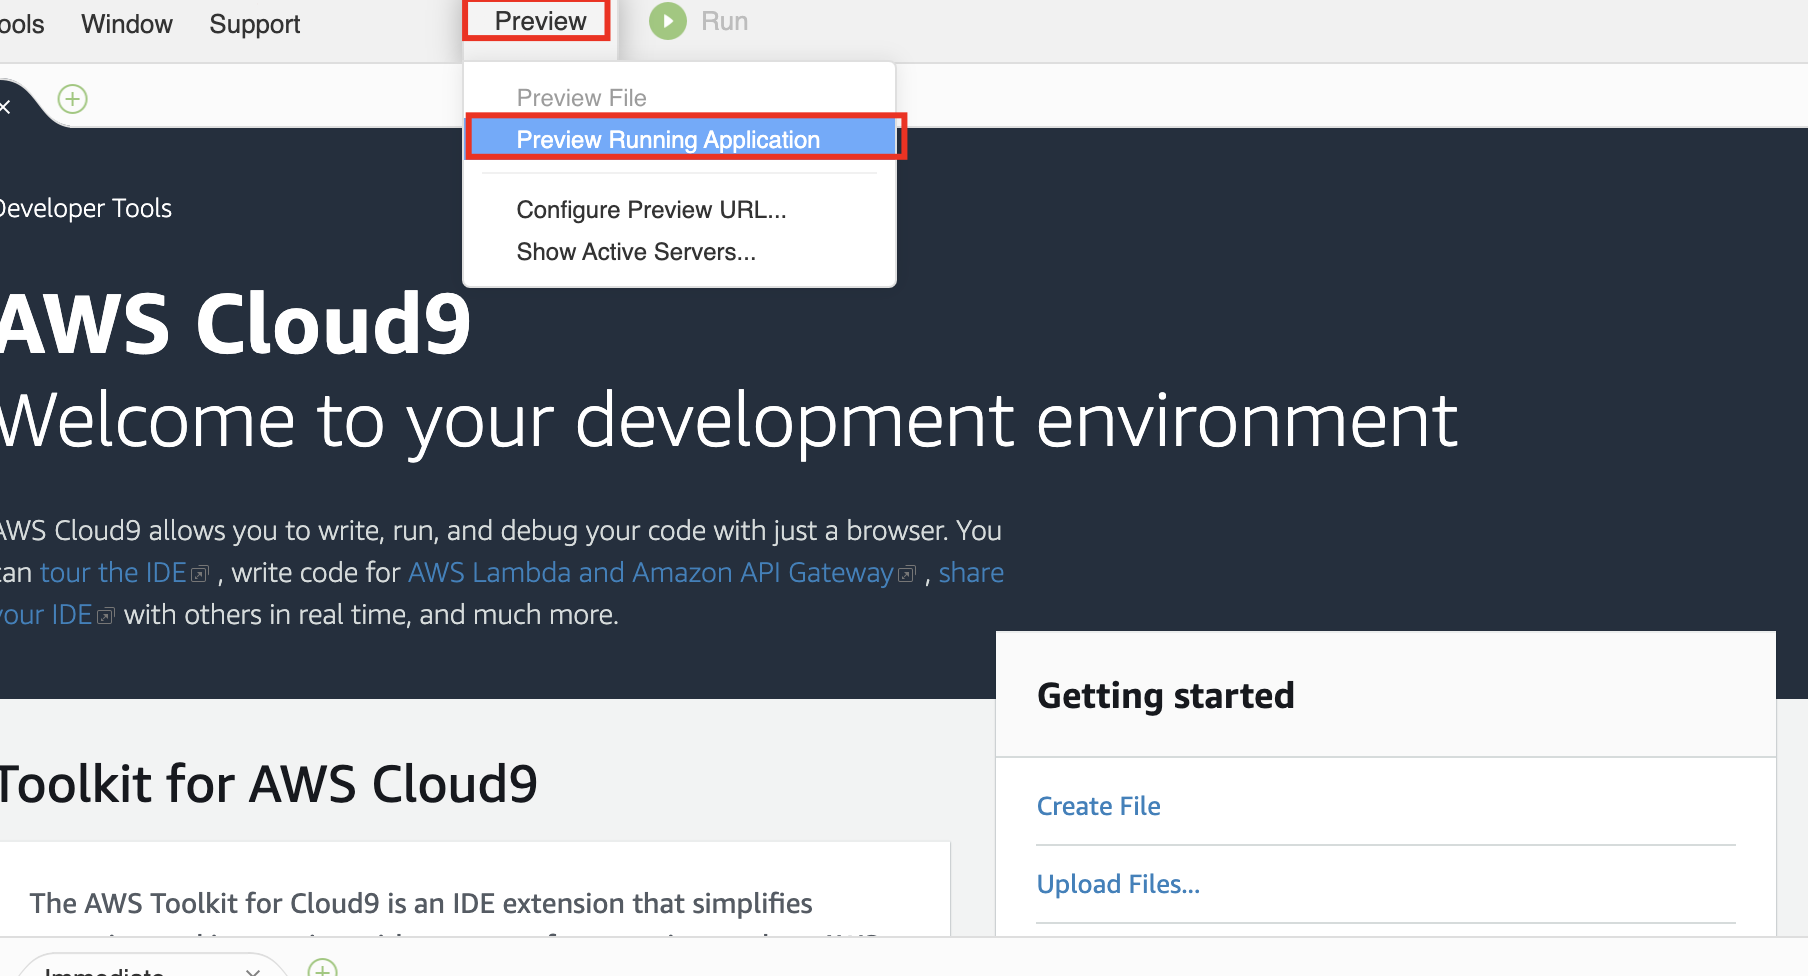 ools Window Support Preview Run
Preview File
Preview Running Application
Configure Preview URL...
Show Active Servers...
Developer Tools
AWS Cloud9
Welcome to your development environment
AWS Cloud9 allows you to write, run, and debug your code with just a browser. You
can tour the IDE , write code for AWS Lambda and Amazon API Gateway , share
your IDE with others in real time, and much more.
Getting started
Create File
Upload Files...
Toolkit for AWS Cloud9
The AWS Toolkit for Cloud9 is an IDE extension that simplifies
Immediate